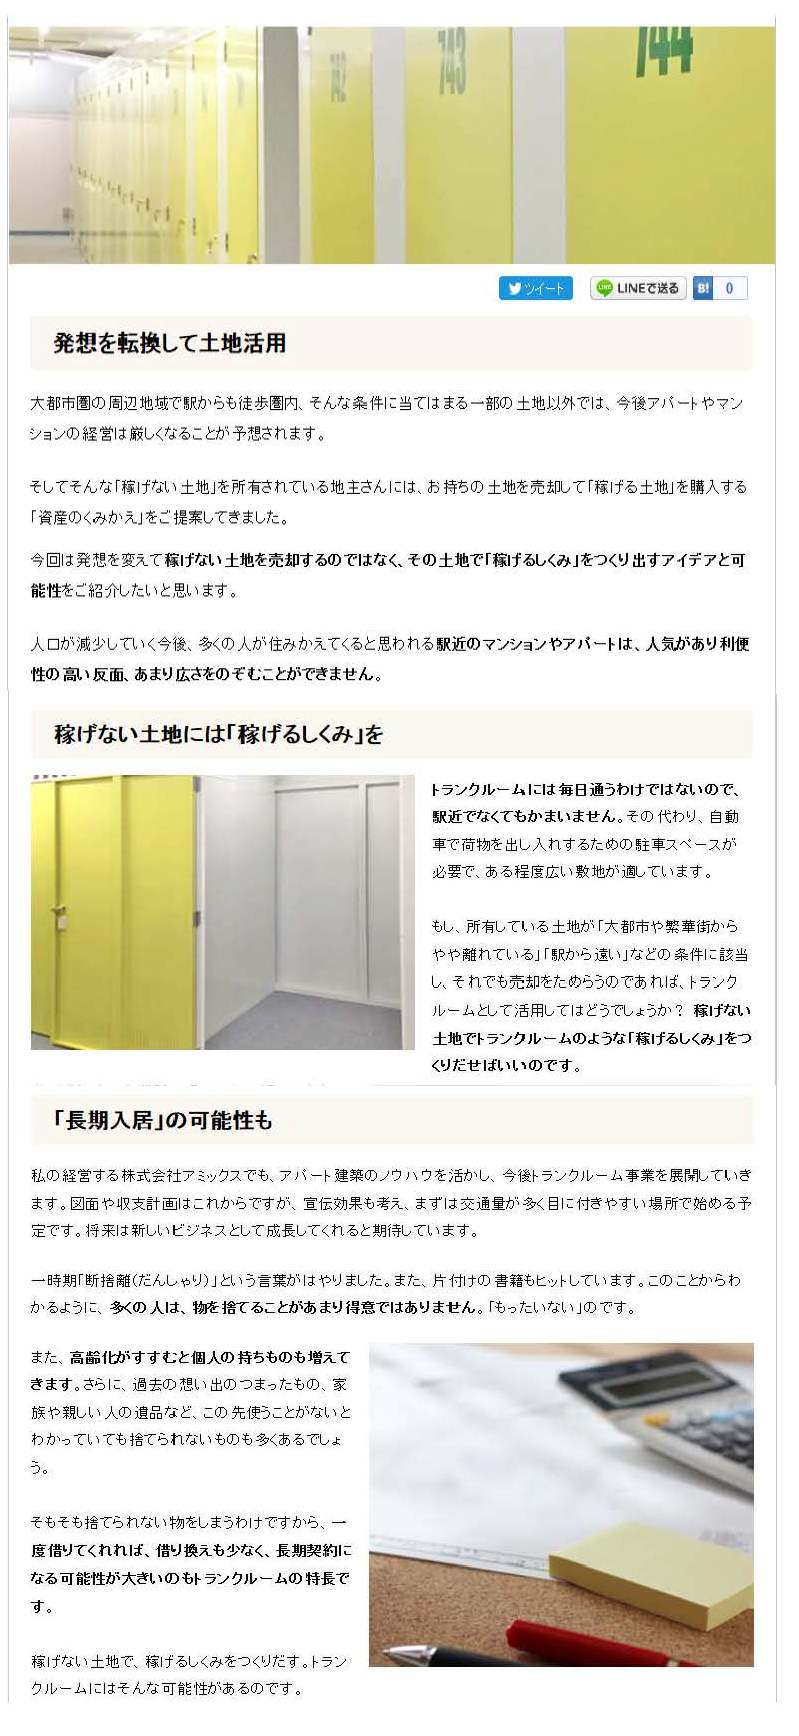 742
743
744
ツイート
LINEで送る
B! 0
発想を転換して土地活用
大都市圏の周辺地域で駅からも徒歩圏内、そんな条件に当てはまる一部の土地以外では、今後アパートやマン
ションの経営は厳しくなることが予想されます。
そしてそんな「稼げない土地」を所有されている地主さんには、お持ちの土地を売却して「稼げる土地」を購入する
「資産のくみかえ」をご提案してきました。
今回は発想を変えて稼げない土地を売却するのではなく、その土地で「稼げるしくみ」をつくり出すアイデアと可
能性をご紹介したいと思います。
人口が減少していく今後、多くの人が住みかえてくると思われる駅近のマンションやアパートは、人気があり利便
性の高い反面、あまり広さをのぞむことができません。
稼げない土地には「稼げるしくみ」を
トランクルームには毎日通うわけではないので、
駅近でなくてもかまいません。その代わり、自動
車で荷物を出し入れするための駐車スペースが
必要で、ある程度広い敷地が適しています。
もし、所有している土地が「大都市や繁華街から
やや離れている」「駅から遠い」などの条件に該当
し、それでも売却をためらうのであれば、トランク
ルームとして活用してはどうでしょうか？ 稼げない
土地でトランクルームのような「稼げるしくみ」をつ
くりだせばいいのです。
「長期入居」の可能性も
私の経営する株式会社アミックスでも、アパート建築のノウハウを活かし、今後トランクルーム事業を展開していき
ます。図面や収支計画はこれからですが、宣伝効果も考え、まずは交通量が多く目に付きやすい場所で始める予
定です。将来は新しいビジネスとして成長してくれると期待しています。
一時期「断捨離(だんしゃり)」という言葉がはやりました。また、片付けの書籍もヒットしています。このことからわ
かるように、多くの人は、物を捨てることがあまり得意ではありません。「もったいない」のです。
また、高齢化がすすむと個人の持ちものも増えて
きます。さらに、過去の想い出のつまったもの、家
族や親しい人の遺品など、この先使うことがないと
わかっていても捨てられないものも多くあるでしょ
う。
そもそも捨てられない物をしまうわけですから、一
度借りてくれれば、借り換えも少なく、長期契約に
なる可能性が大きいのもトランクルームの特長で
す。
稼げない土地で、稼げるしくみをつくりだす。トラン
クルームにはそんな可能性があるのです。